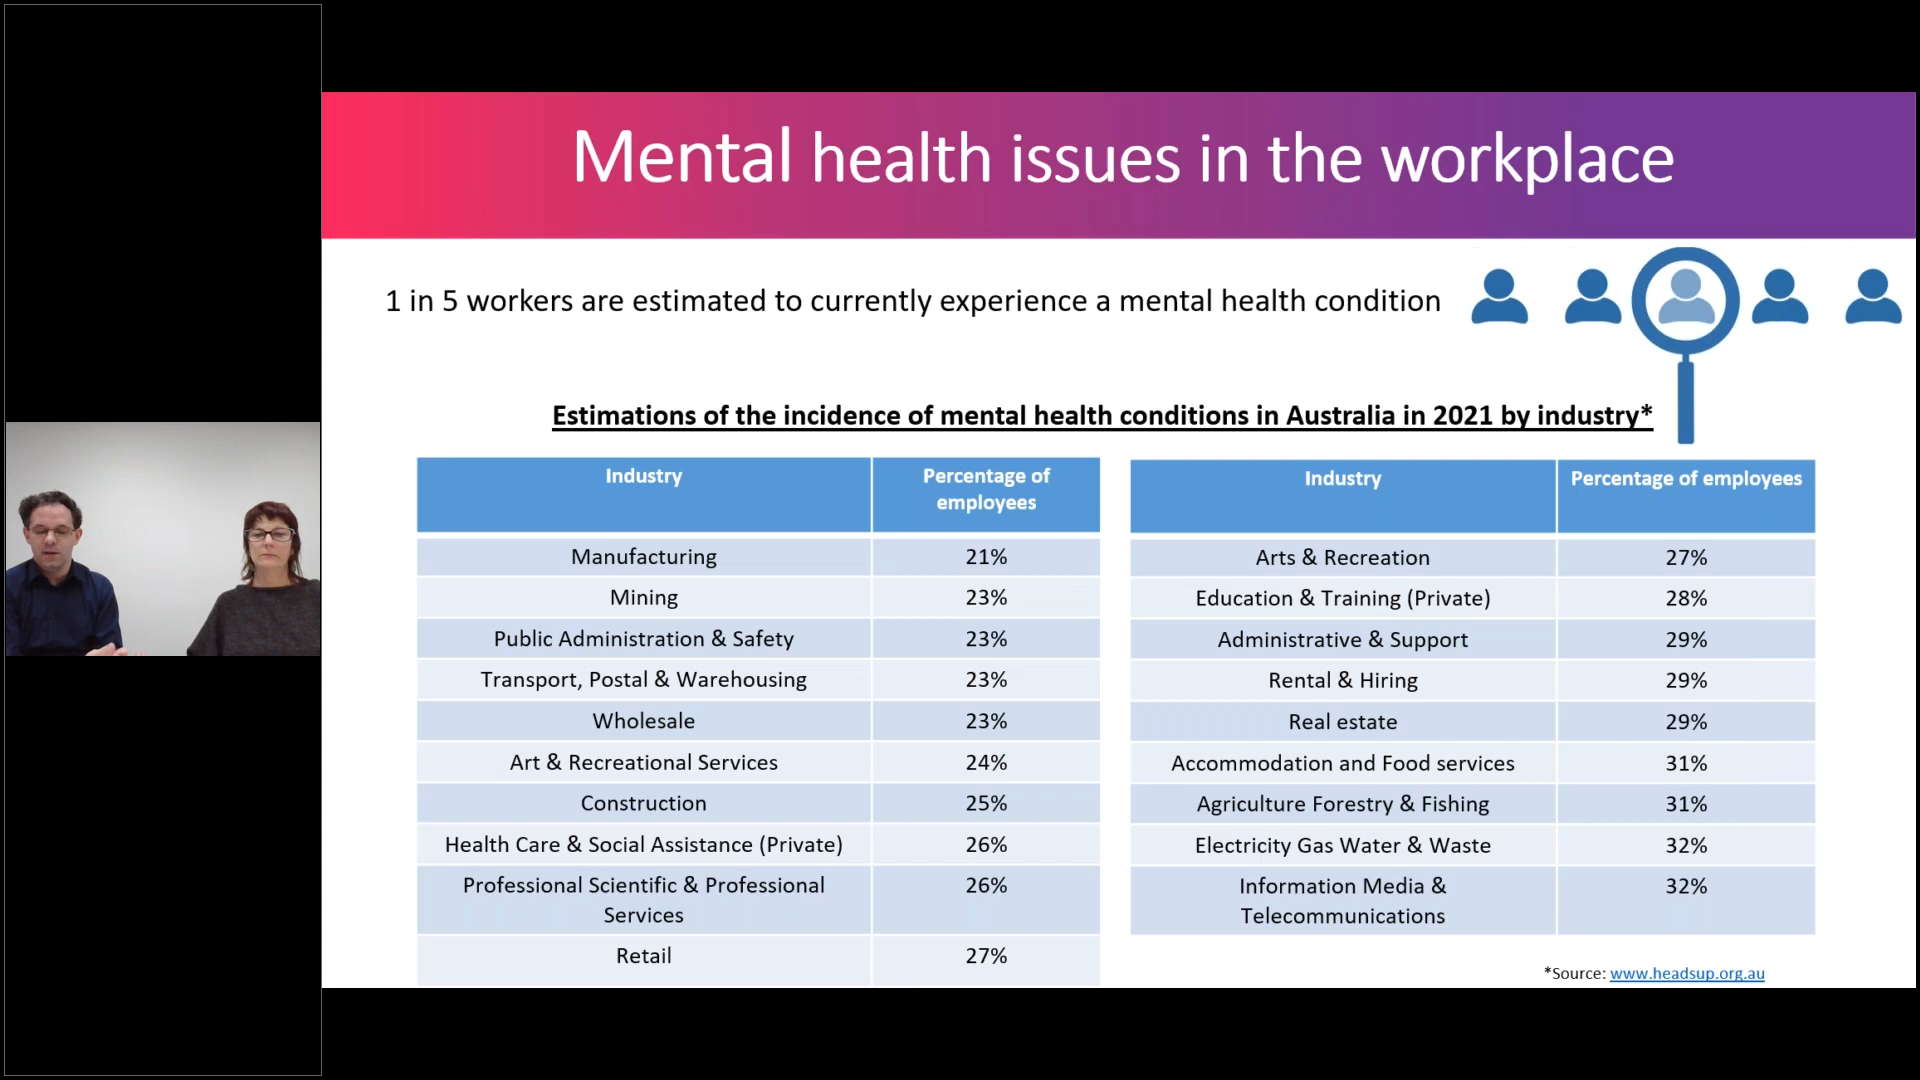 Mental health issues in the workplace
1 in 5 workers are estimated to currently experience a mental health condition
Estimations of the incidence of mental health conditions in Australia in 2021 by industry*
Industry
Percentage of
employees
Manufacturing 21%
Mining 23%
Public Administration & Safety 23%
Transport, Postal & Warehousing 23%
Wholesale 23%
Art & Recreational Services 24%
Construction 25%
Health Care & Social Assistance (Private) 26%
Professional Scientific & Professional 26%
Services
Retail 27%
Industry Percentage of employees
Arts & Recreation 27%
Education & Training (Private) 28%
Administrative & Support 29%
Rental & Hiring 29%
Real estate 29%
Accommodation and Food services 31%
Agriculture Forestry & Fishing 31%
Electricity Gas Water & Waste 32%
Information Media & 32%
Telecommunications
*Source: www.headsup.org.au